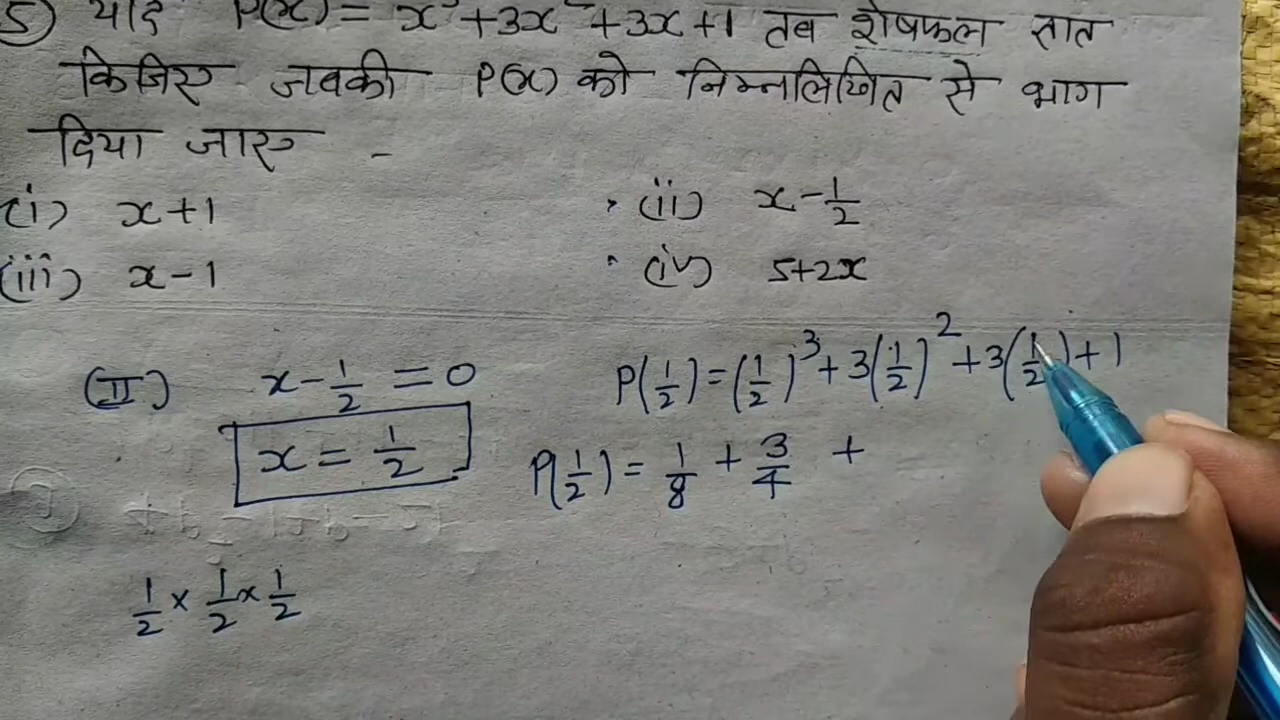 5) यदि P(x) = x³+3x²+3x+1 तब शेषफल ज्ञात
किजिए जबकी P(x) को निम्नलिखित से भाग
दिया जाए -
(i) x+1 (ii) x-1/2
(iii) x-1 (iv) 5+2x
(II) x-1/2 = 0 P(1/2) = (1/2)³+3(1/2)²+3(1/2)+1
x = 1/2 P(1/2) = 1/8 + 3/4 +
1/2 × 1/2 × 1/2